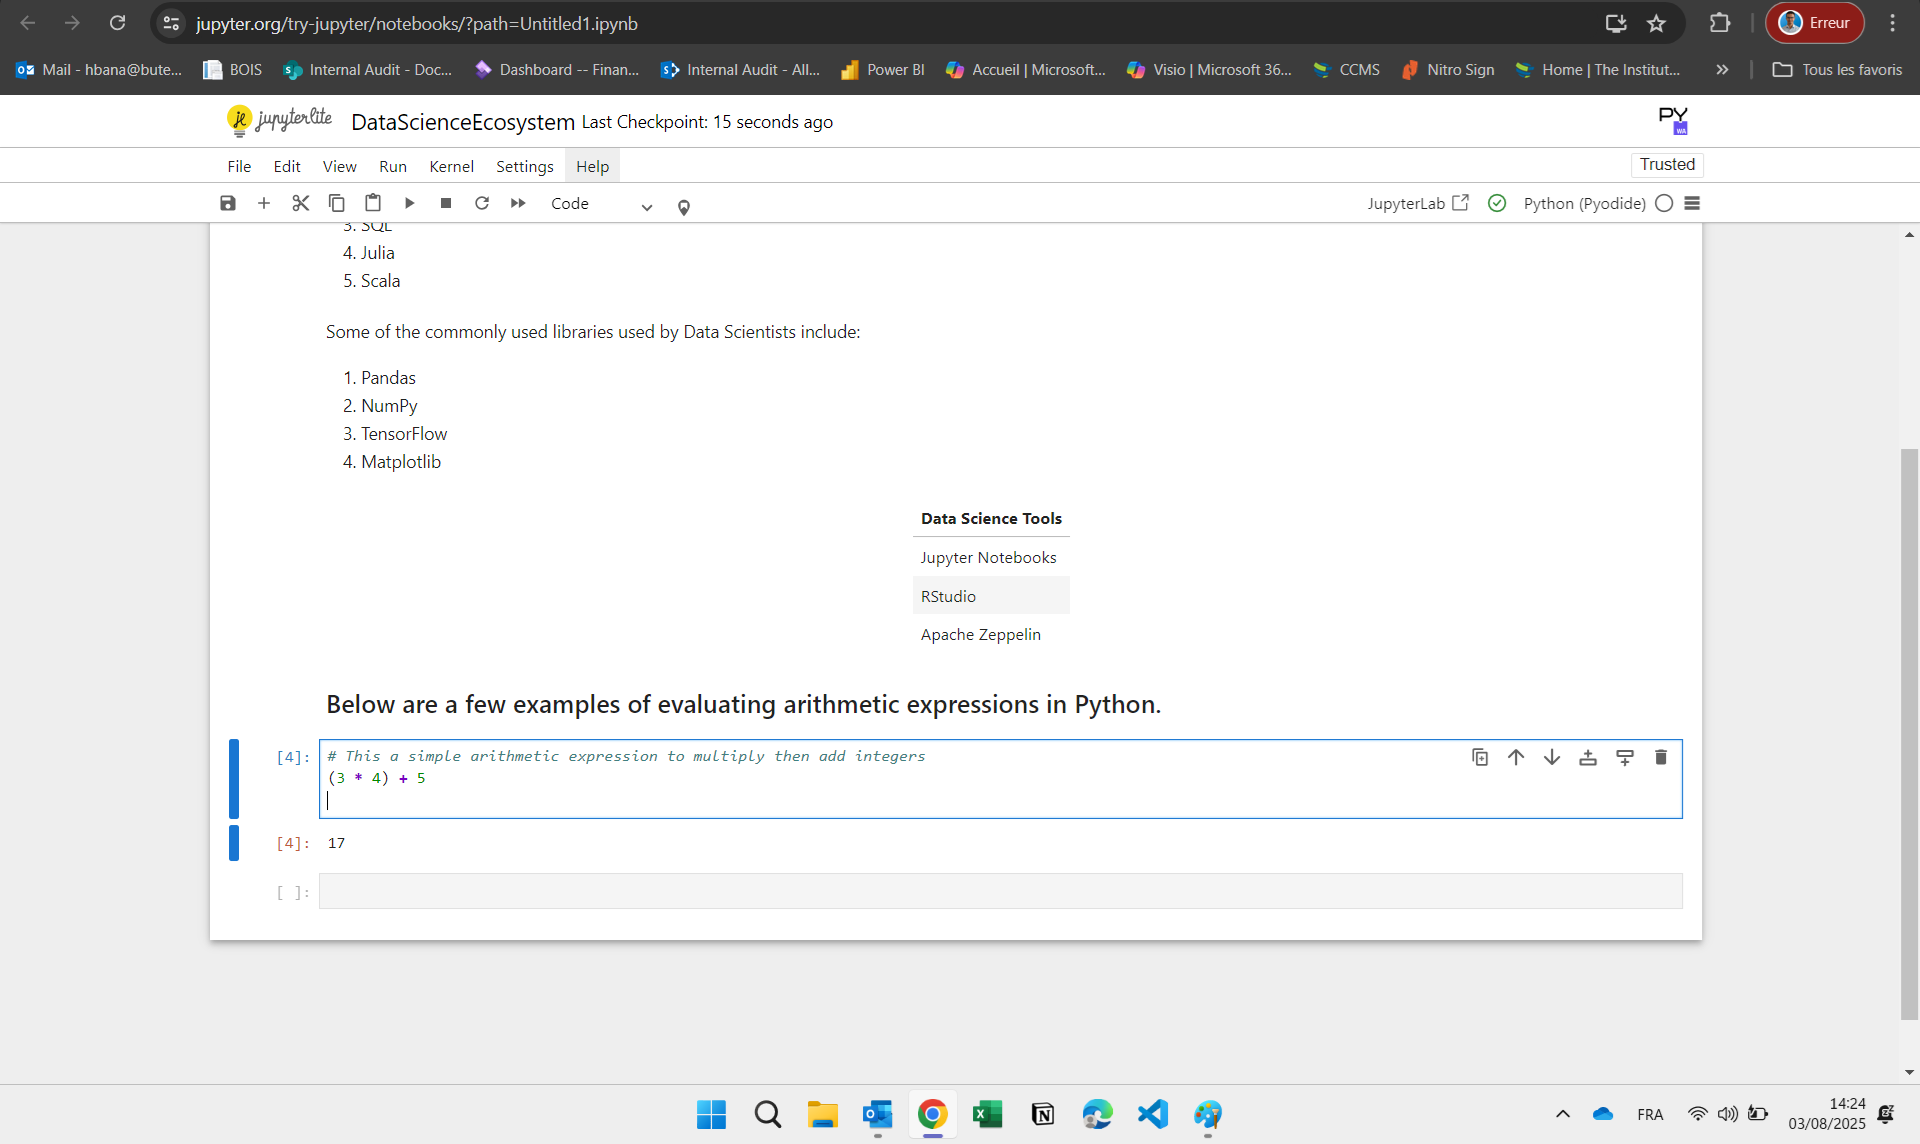 jupyter.org/try-jupyter/notebooks/?path=Untitled1.ipynb
Erreur
Mail - hbana@bute...
BOIS
Internal Audit - Doc...
Dashboard -- Finan...
Internal Audit - All...
Power BI
Accueil | Microsoft...
Visio | Microsoft 36...
CCMS
Nitro Sign
Home | The Institut...
Tous les favoris
jupyterlite
DataScienceEcosystem Last Checkpoint: 15 seconds ago
PY
WA
File Edit View Run Kernel Settings Help
Trusted
Code
JupyterLab
Python (Pyodide)
3. SQL
4. Julia
5. Scala
Some of the commonly used libraries used by Data Scientists include:
1. Pandas
2. NumPy
3. TensorFlow
4. Matplotlib
Data Science Tools
Jupyter Notebooks
RStudio
Apache Zeppelin
Below are a few examples of evaluating arithmetic expressions in Python.
[4]: # This a simple arithmetic expression to multiply then add integers
(3 * 4) + 5
[4]: 17
[ ]:
FRA
14:24
03/08/2025